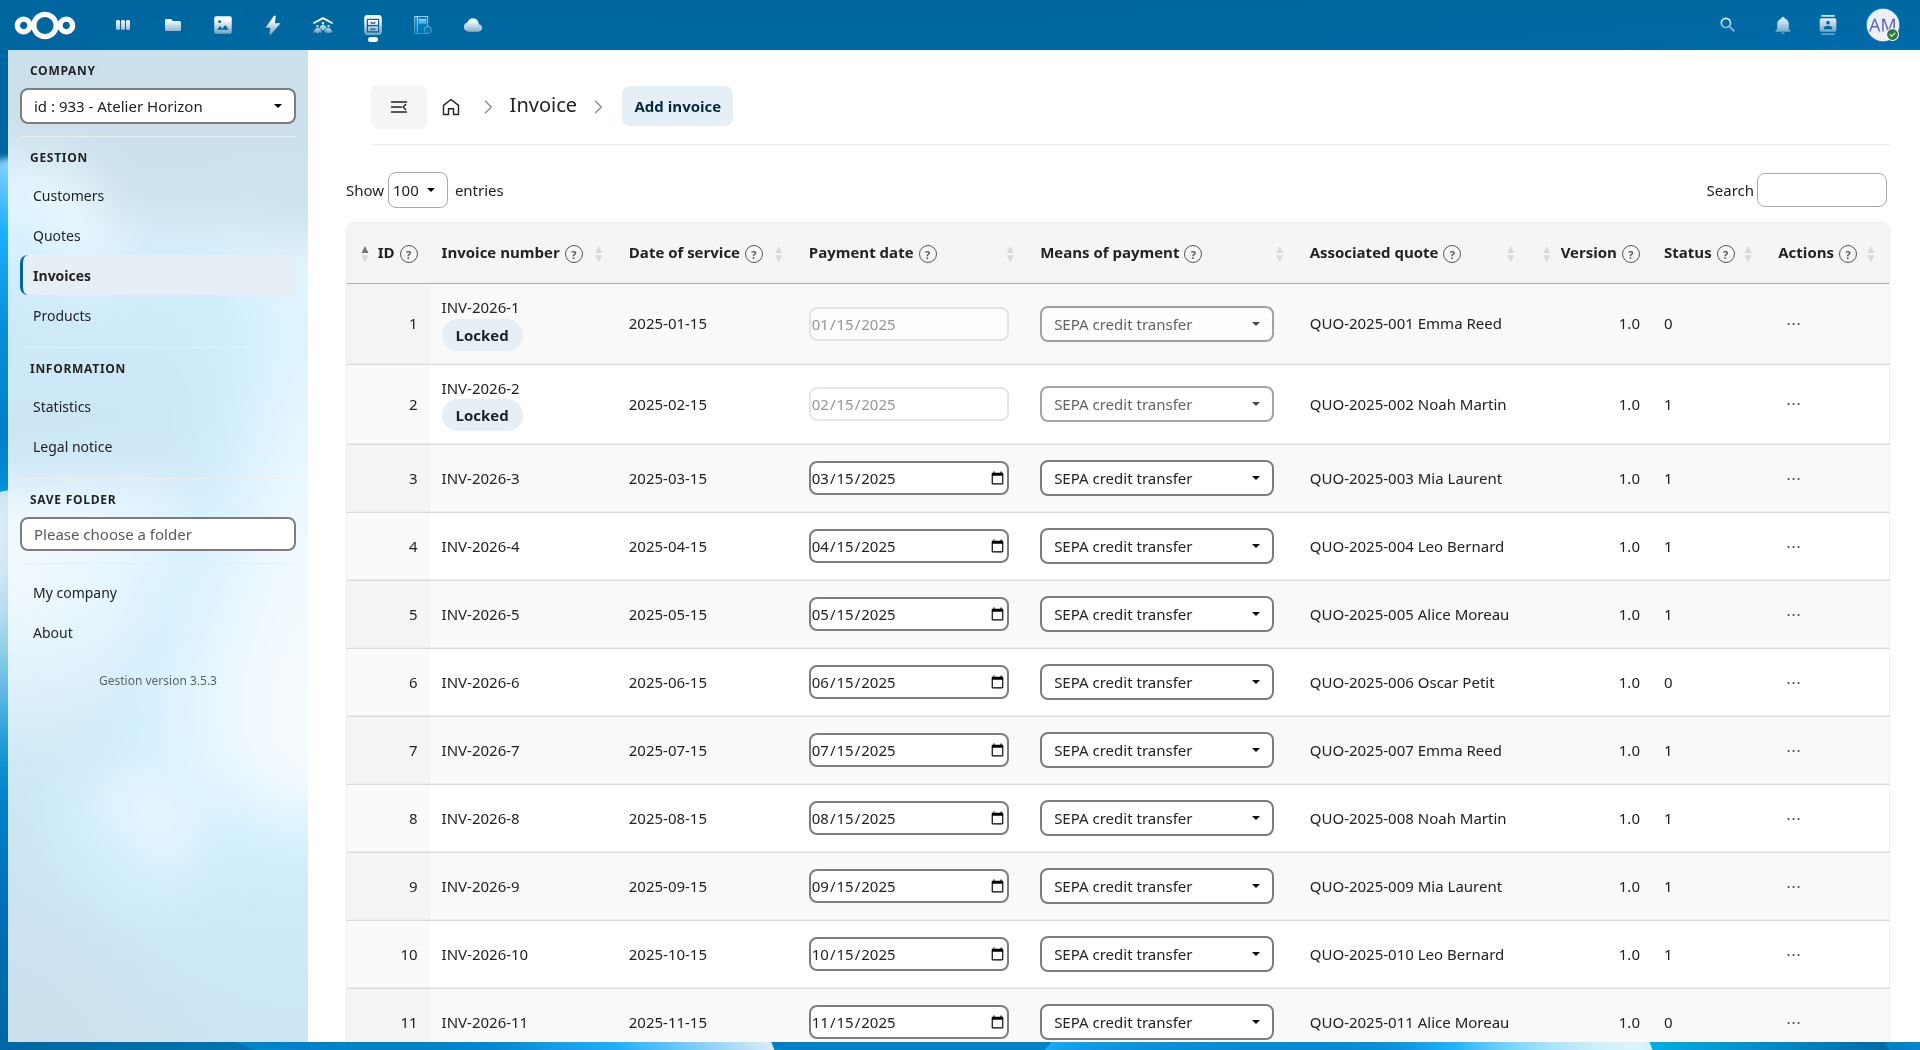 AM
COMPANY
id : 933 - Atelier Horizon
GESTION
Customers
Quotes
Invoices
Products
INFORMATION
Statistics
Legal notice
SAVE FOLDER
Please choose a folder
My company
About
Gestion version 3.5.3
Invoice
Add invoice
Show 100 entries
Search
ID ? Invoice number ? Date of service ? Payment date ? Means of payment ? Associated quote ? Version ? Status ? Actions ?
1 INV-2026-1 Locked 2025-01-15 01/15/2025 SEPA credit transfer QUO-2025-001 Emma Reed 1.0 0 ...
2 INV-2026-2 Locked 2025-02-15 02/15/2025 SEPA credit transfer QUO-2025-002 Noah Martin 1.0 1 ...
3 INV-2026-3 2025-03-15 03/15/2025 SEPA credit transfer QUO-2025-003 Mia Laurent 1.0 1 ...
4 INV-2026-4 2025-04-15 04/15/2025 SEPA credit transfer QUO-2025-004 Leo Bernard 1.0 1 ...
5 INV-2026-5 2025-05-15 05/15/2025 SEPA credit transfer QUO-2025-005 Alice Moreau 1.0 1 ...
6 INV-2026-6 2025-06-15 06/15/2025 SEPA credit transfer QUO-2025-006 Oscar Petit 1.0 0 ...
7 INV-2026-7 2025-07-15 07/15/2025 SEPA credit transfer QUO-2025-007 Emma Reed 1.0 1 ...
8 INV-2026-8 2025-08-15 08/15/2025 SEPA credit transfer QUO-2025-008 Noah Martin 1.0 1 ...
9 INV-2026-9 2025-09-15 09/15/2025 SEPA credit transfer QUO-2025-009 Mia Laurent 1.0 1 ...
10 INV-2026-10 2025-10-15 10/15/2025 SEPA credit transfer QUO-2025-010 Leo Bernard 1.0 1 ...
11 INV-2026-11 2025-11-15 11/15/2025 SEPA credit transfer QUO-2025-011 Alice Moreau 1.0 0 ...